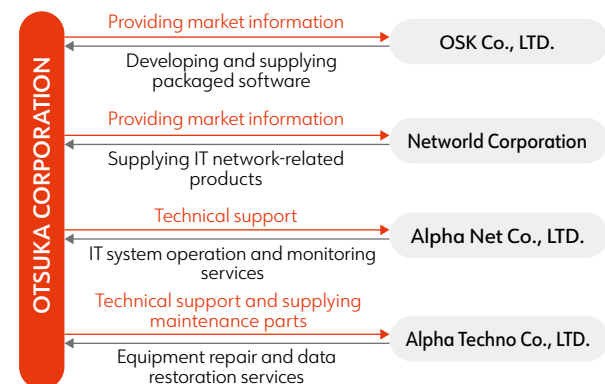 OTSUKA CORPORATION
Providing market information
Developing and supplying
packaged software
OSK Co., LTD.
Providing market information
Supplying IT network-related
products
Networld Corporation
Technical support
IT system operation and monitoring
services
Alpha Net Co., LTD.
Technical support and supplying
maintenance parts
Equipment repair and data
restoration services
Alpha Techno Co., LTD.